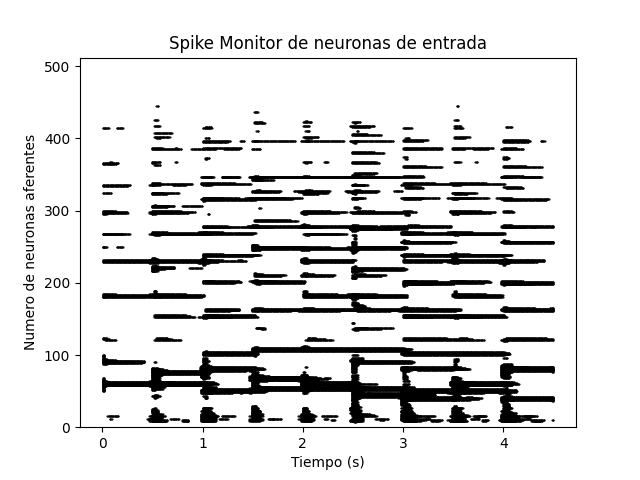 Spike Monitor de neuronas de entrada
500
400
300
200
100
0
Numero de neuronas aferentes
0 1 2 3 4
Tiempo (s)